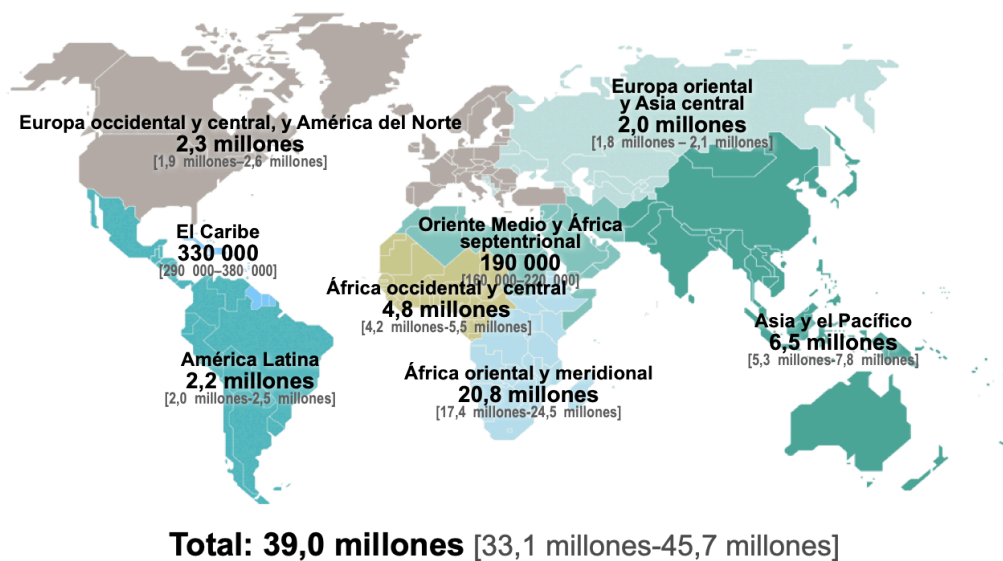 Europa oriental
y Asia central
2,0 millones
[1,8 millones – 2,1 millones]
Europa occidental y central, y América del Norte
2,3 millones
[1,9 millones–2,6 millones]
Oriente Medio y África
septentrional
190 000
[160 000–220 000]
El Caribe
330 000
[290 000–380 000]
África occidental y central
4,8 millones
[4,2 millones-5,5 millones]
Asia y el Pacífico
6,5 millones
[5,3 millones-7,8 millones]
América Latina
2,2 millones
[2,0 millones-2,5 millones]
África oriental y meridional
20,8 millones
[17,4 millones-24,5 millones]
Total: 39,0 millones [33,1 millones-45,7 millones]